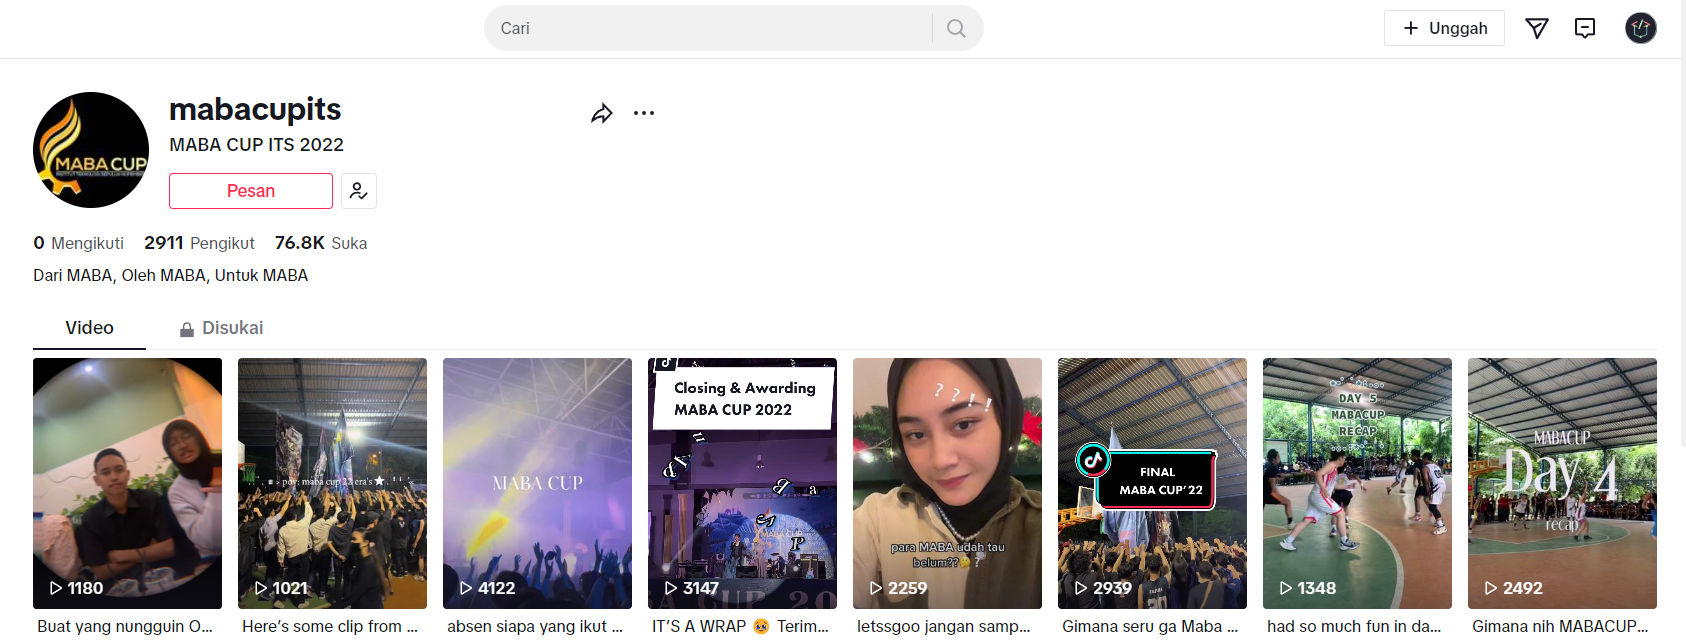 Cari
Unggah
MABA CUP
mabacupits
MABA CUP ITS 2022
Pesan
0 Mengikuti 2911 Pengikut 76.8K Suka
Dari MABA, Oleh MABA, Untuk MABA
Video Disukai
pov: maba cup 22 era's
1180
1021
MABA CUP
4122
Closing & Awarding
MABA CUP 2022
3147
? ? ! !
para MABA udah tau
belum??🤔 ?
2259
FINAL
MABA CUP'22
2939
DAY 5
MABACUP
RECAP
1348
MABACUP
Day 4
recap
2492
Buat yang nungguin O...
Here's some clip from ...
absen siapa yang ikut ...
IT'S A WRAP 🥹 Terim...
letssgoo jangan samp...
Gimana seru ga Maba ...
had so much fun in da...
Gimana nih MABACUP...